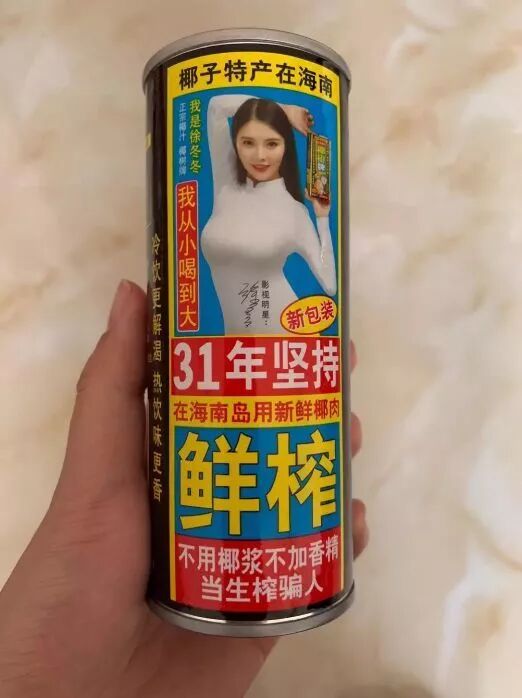 椰子特产在海南
我是徐冬冬
正宗椰汁 椰树牌
我从小喝到大
影视明星:
新包装
31年坚持
在海南岛用新鲜椰肉
鲜榨
不用椰浆不加香精
当生榨骗人
冷饮更解渴 热饮味更香